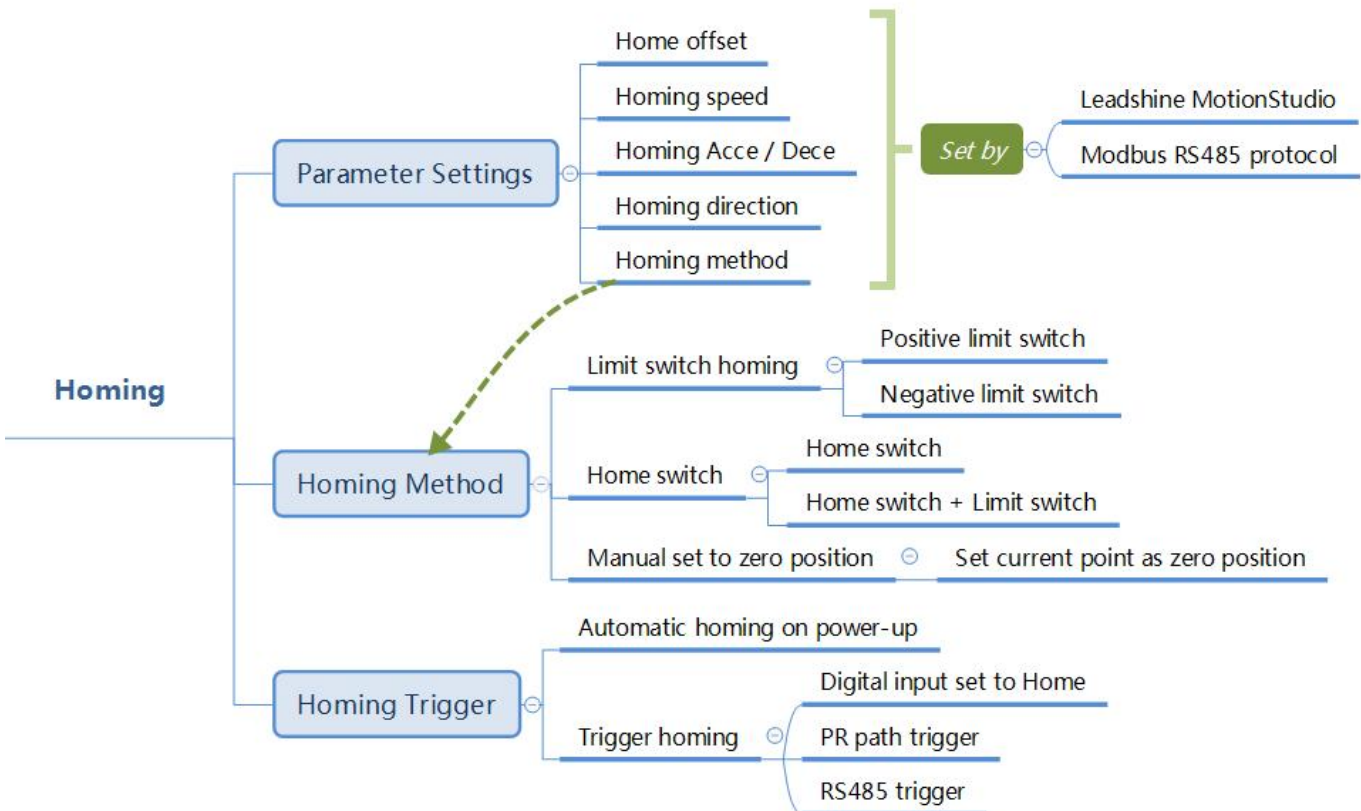 Home offset
Homing speed
Homing Acce / Dece
Homing direction
Homing method
Parameter Settings
Set by
Leadshine MotionStudio
Modbus RS485 protocol
Homing
Homing Method
Limit switch homing
Positive limit switch
Negative limit switch
Home switch
Home switch
Home switch + Limit switch
Manual set to zero position
Set current point as zero position
Homing Trigger
Automatic homing on power-up
Trigger homing
Digital input set to Home
PR path trigger
RS485 trigger